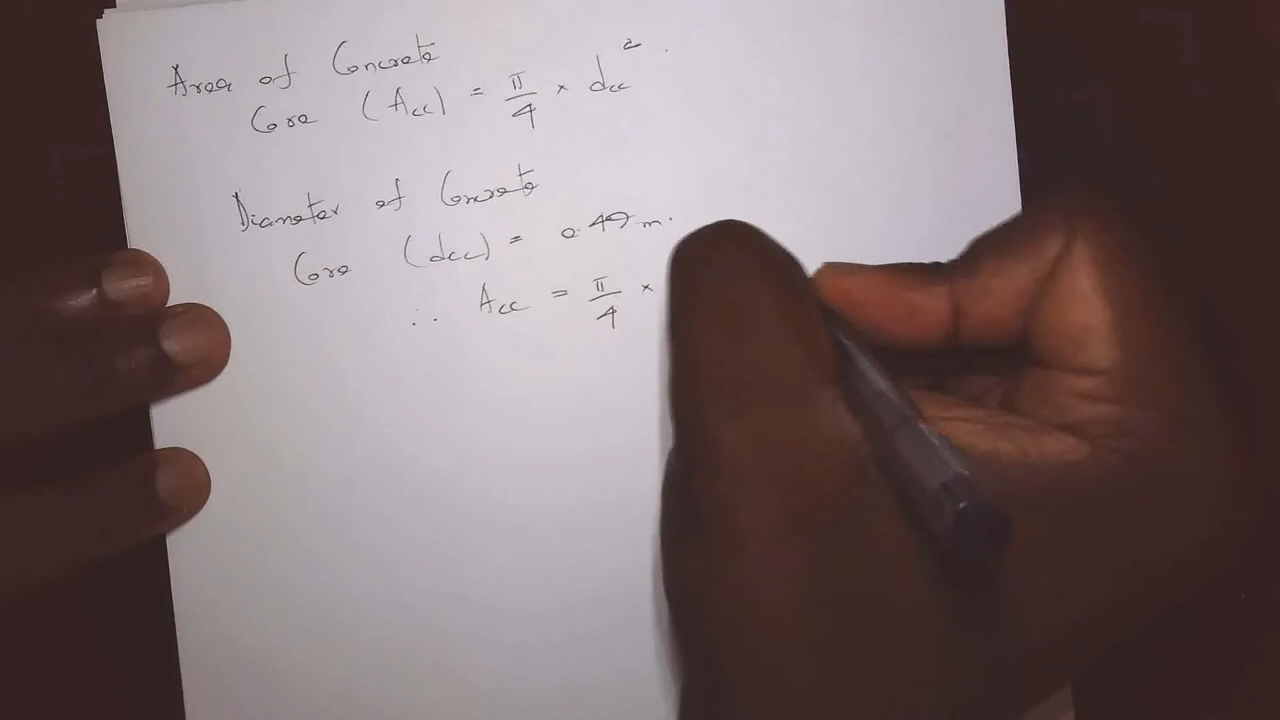 Area of Concrete
Core (Acc) = π/4 × dcc²
Diameter of Concrete
Core (dcc) = 0.49 m.
∴ Acc = π/4 ×